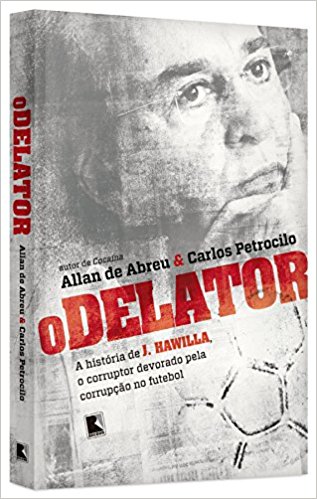 autor de Cocaína
Allan de Abreu & Carlos Petrocilo
O DELATOR
A história de J. HAWILLA,
o corruptor devorado pela
corrupção no futebol
O DELATOR
Allan de Abreu & Carlos Petrocilo